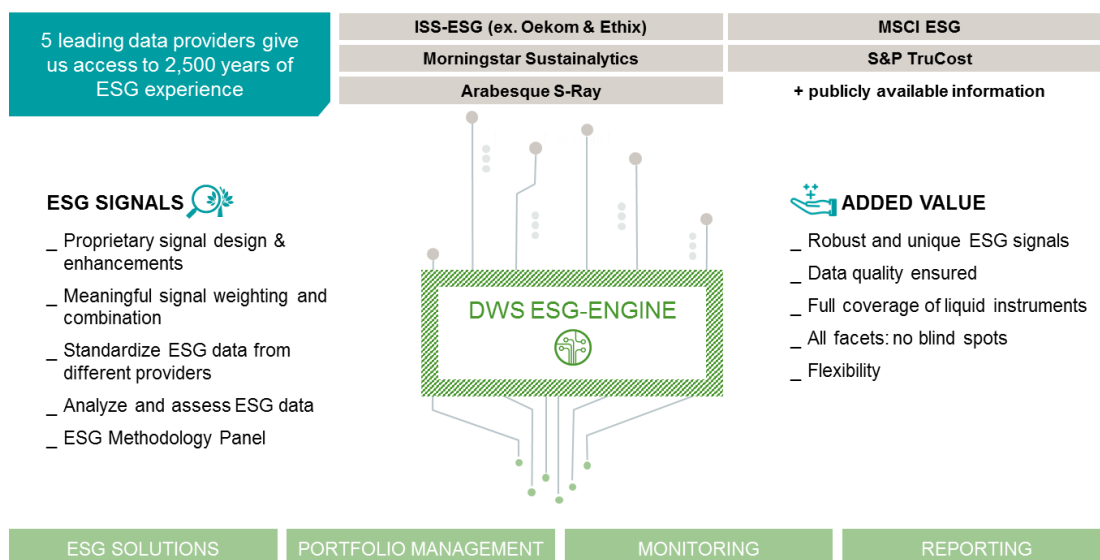 5 leading data providers give
us access to 2,500 years of
ESG experience
ISS-ESG (ex. Oekom & Ethix)
MSCI ESG
Morningstar Sustainalytics
S&P TruCost
Arabesque S-Ray
+ publicly available information
ESG SIGNALS
_ Proprietary signal design &
enhancements
_ Meaningful signal weighting and
combination
_ Standardize ESG data from
different providers
_ Analyze and assess ESG data
_ ESG Methodology Panel
DWS ESG-ENGINE
ADDED VALUE
_ Robust and unique ESG signals
_ Data quality ensured
_ Full coverage of liquid instruments
_ All facets: no blind spots
_ Flexibility
ESG SOLUTIONS
PORTFOLIO MANAGEMENT
MONITORING
REPORTING